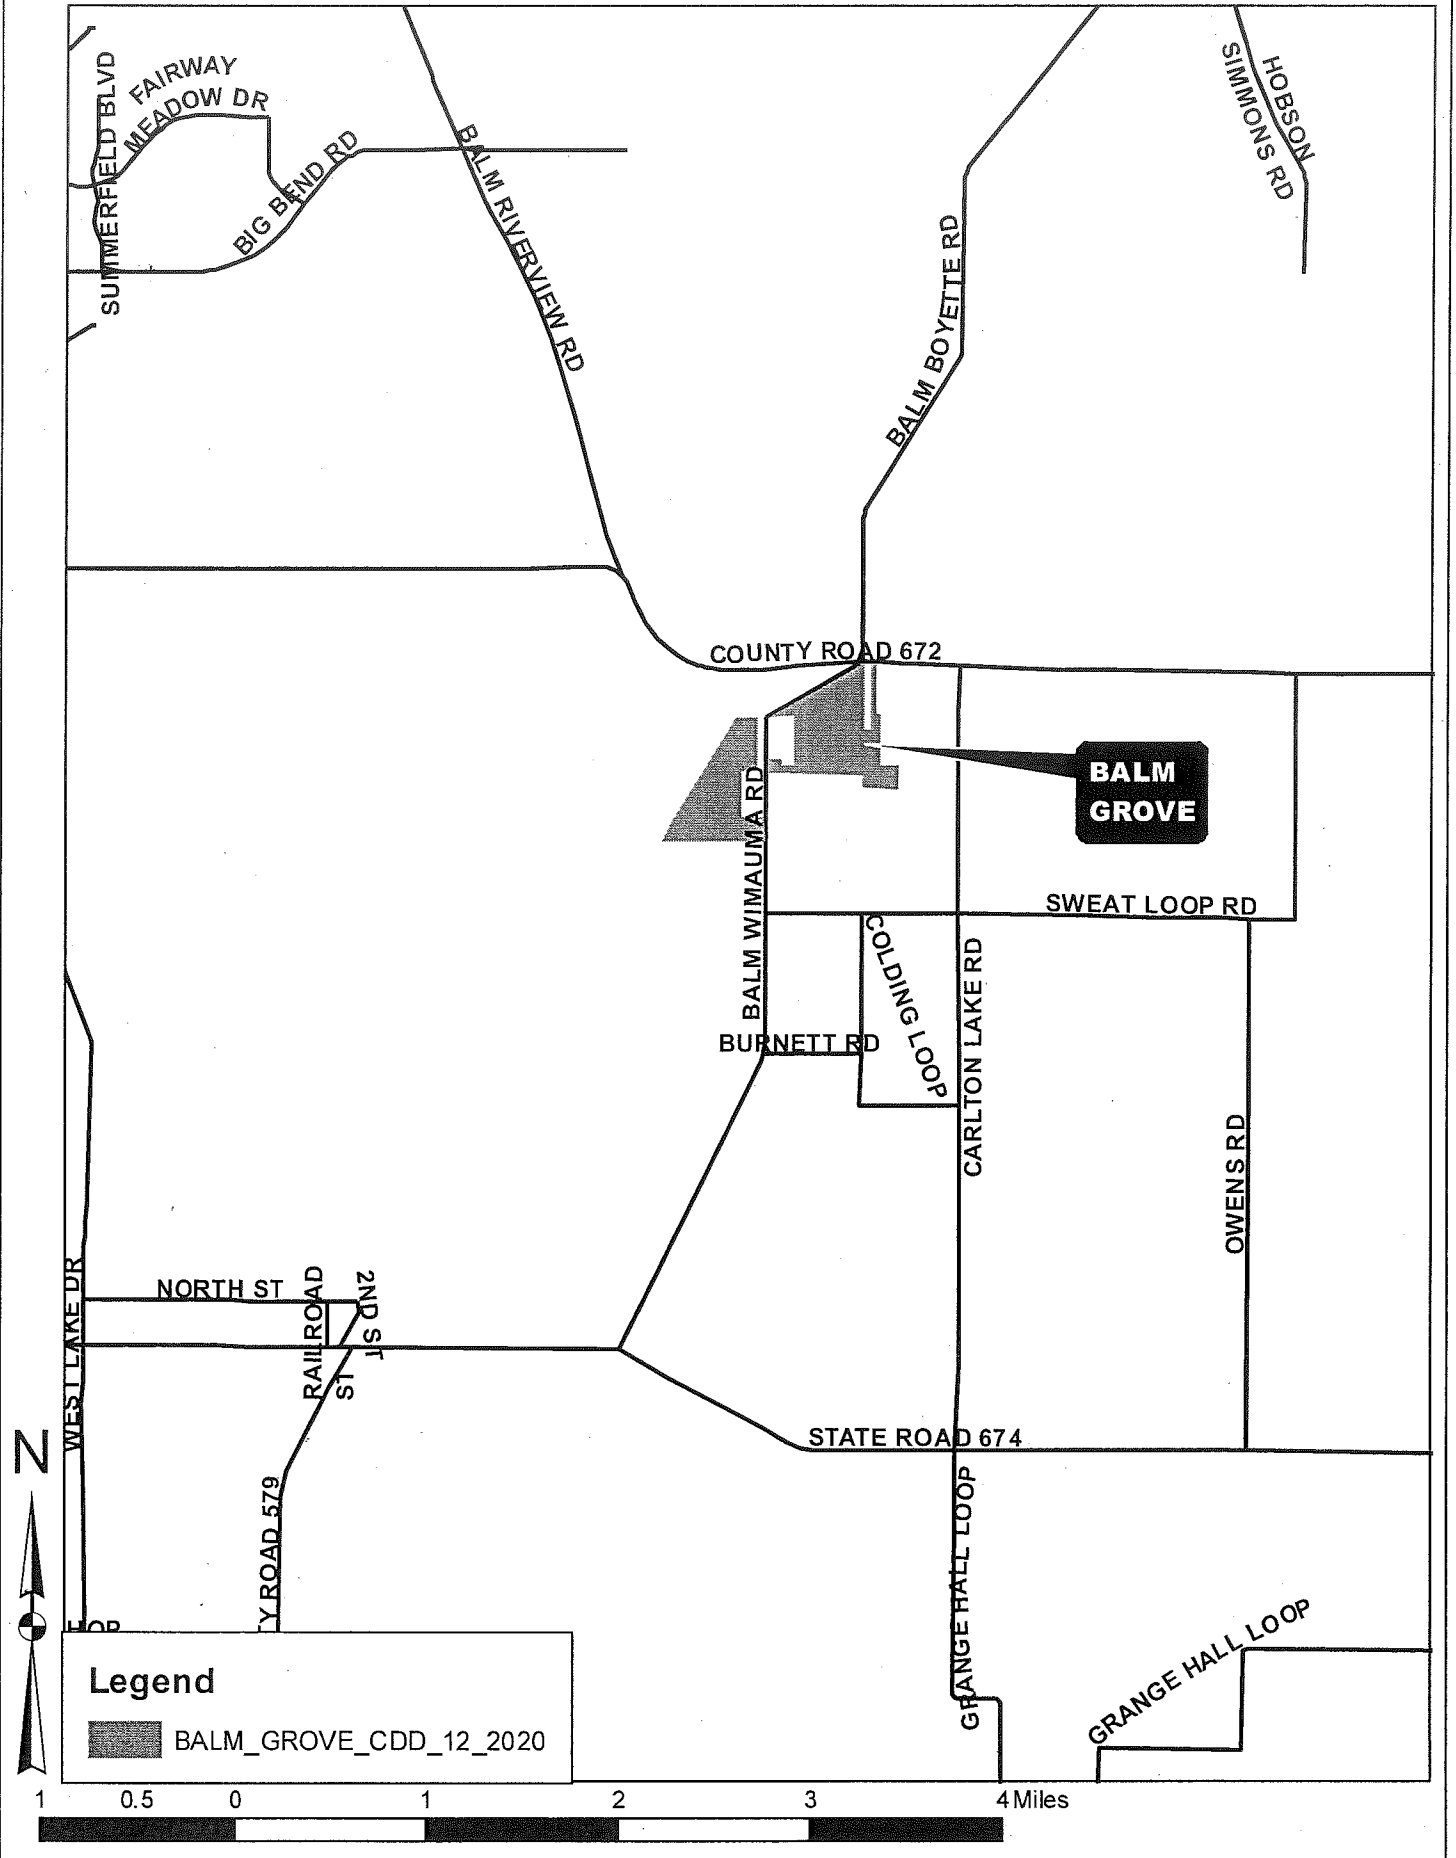 SUMMERFIELD BLVD
FAIRWAY
MEADOW DR
BIG BEND RD
BALM RIVERVIEW RD
BALM BOYETTE RD
HOBSON
SIMMONS RD
COUNTY ROAD 672
BALM
GROVE
BALM WIMAUMA RD
SWEAT LOOP RD
COLDING LOOP
CARLTON LAKE RD
BURNETT RD
OWENS RD
WEST LAKE DR
NORTH ST
RAILROAD
ST
2ND ST
STATE ROAD 674
N
Y ROAD 579
GRANGE HALL LOOP
GRANGE HALL LOOP
Legend
BALM_GROVE_CDD_12_2020
1 0.5 0 1 2 3 4 Miles